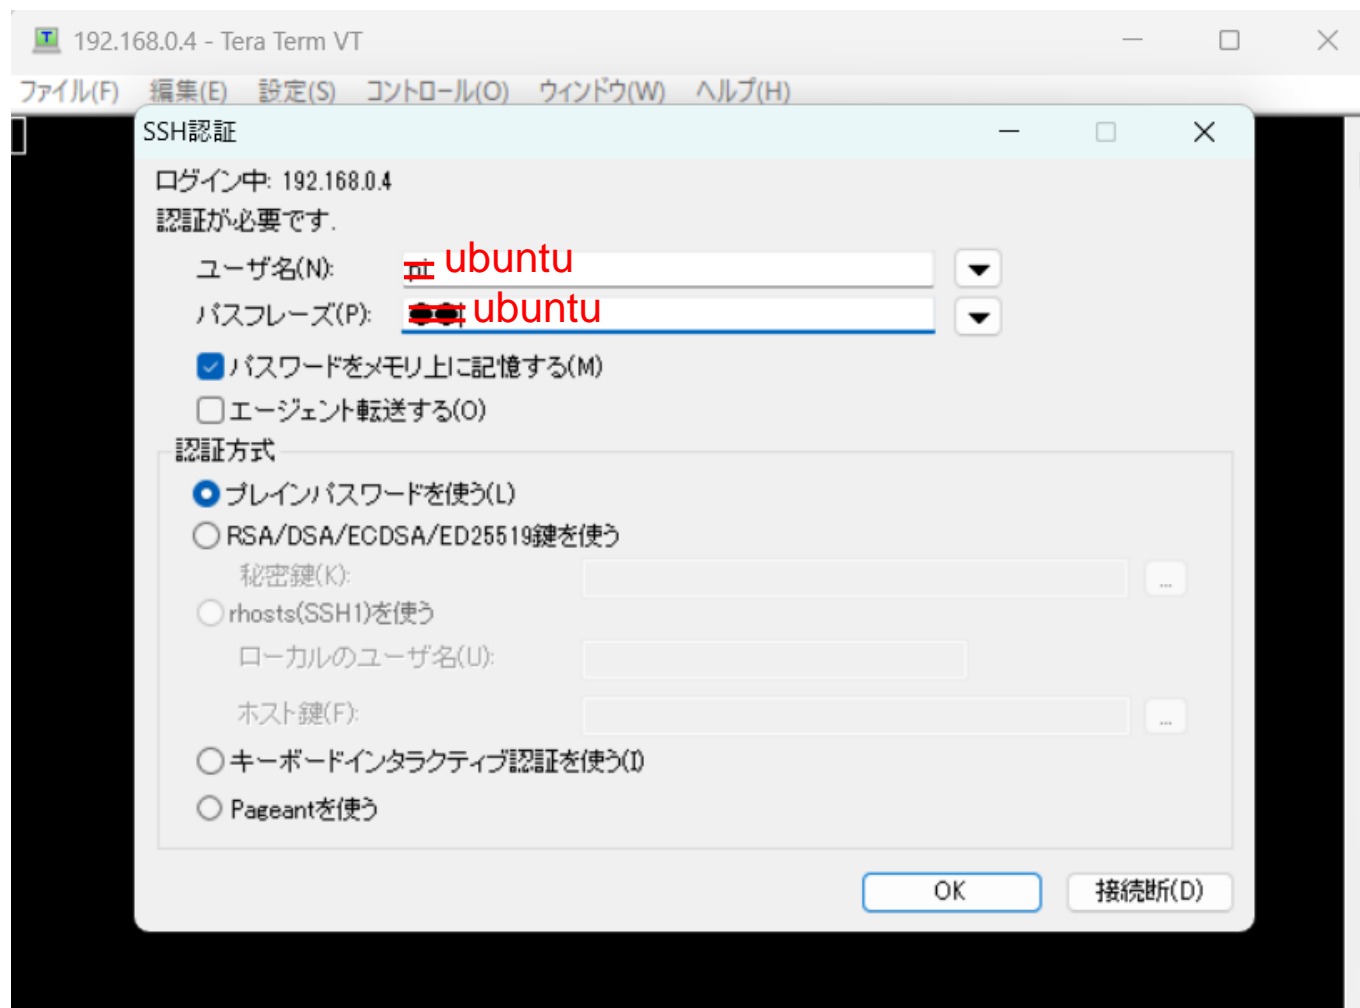 192.168.0.4 - Tera Term VT
ファイル(F) 編集(E) 設定(S) コントロール(O) ウィンドウ(W) ヘルプ(H)
SSH認証
ログイン中: 192.168.0.4
認証が必要です.
ユーザ名(N): pi ubuntu
パスフレーズ(P): ●● ubuntu
パスワードをメモリ上に記憶する(M)
エージェント転送する(O)
認証方式
プレインパスワードを使う(L)
RSA/DSA/ECDSA/ED25519鍵を使う
秘密鍵(K):
...
rhosts(SSH1)を使う
ローカルのユーザ名(U):
ホスト鍵(F):
...
キーボードインタラクティブ認証を使う(I)
Pageantを使う
OK 接続断(D)